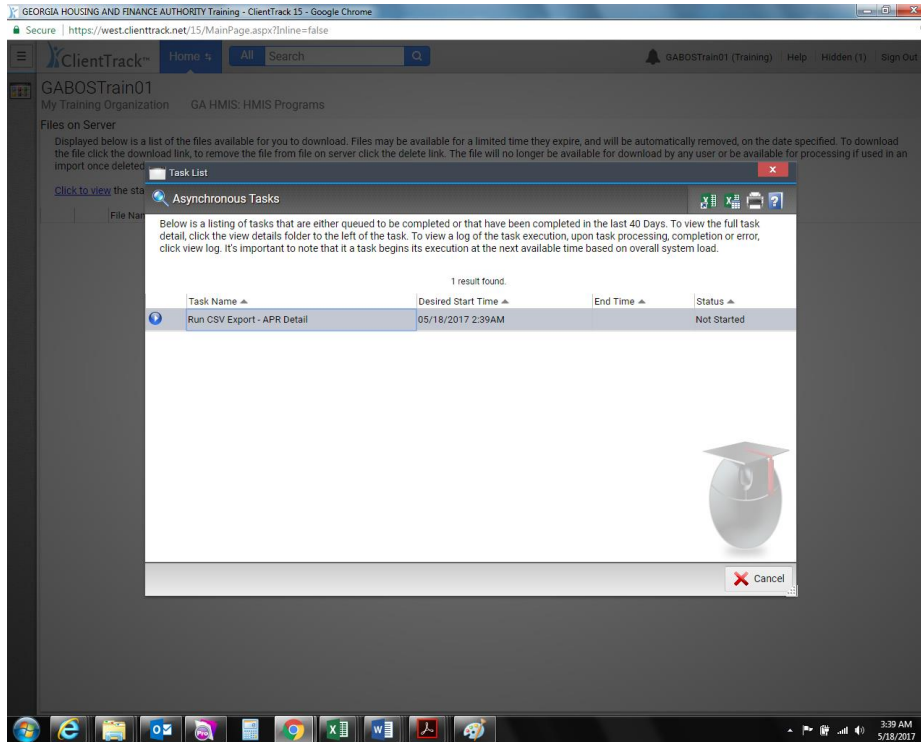 GEORGIA HOUSING AND FINANCE AUTHORITY Training - ClientTrack 15 - Google Chrome
Secure | https://west.clienttrack.net/15/MainPage.aspx?Inline=false
ClientTrack™ Home All Search GABOSTrain01 (Training) Help Hidden (1) Sign Out
GABOSTrain01
My Training Organization GA HMIS: HMIS Programs
Files on Server
Displayed below is a list of the files available for you to download. Files may be available for a limited time they expire, and will be automatically removed, on the date specified. To download
the file click the download link, to remove the file from file on server click the delete link. The file will no longer be available for download by any user or be available for processing if used in an
import once deleted
Click to view the sta
File Nan
Task List
Asynchronous Tasks
Below is a listing of tasks that are either queued to be completed or that have been completed in the last 40 Days. To view the full task
detail, click the view details folder to the left of the task. To view a log of the task execution, upon task processing, completion or error,
click view log. It's important to note that it a task begins its execution at the next available time based on overall system load.
1 result found.
Task Name Desired Start Time End Time Status
Run CSV Export - APR Detail 05/18/2017 2:39AM Not Started
Cancel
3:39 AM
5/18/2017